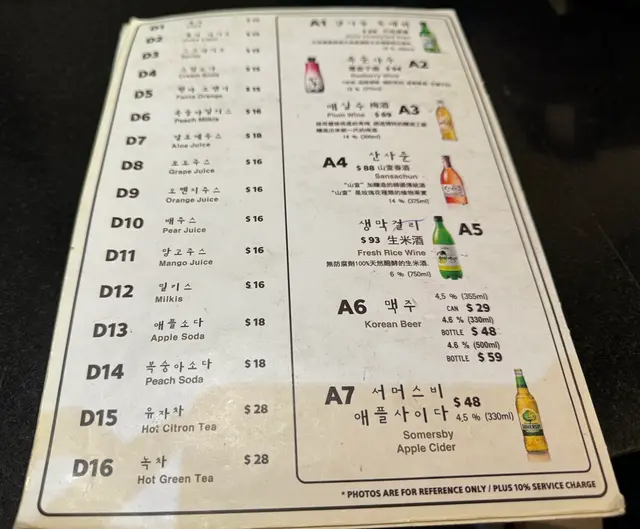 D1 $
D2 $ 15
D3 $ 15
D4 Cream Soda $ 15
D5 Fanta Orange $ 15
D6 Peach Milkis $ 16
D7 Aloe Juice $ 18
D8 포도주스 $ 16
Grape Juice
D9 오렌지주스 $ 16
Orange Juice
D10 배주스 $ 16
Pear Juice
D11 망고주스 $ 16
Mango Juice
D12 밀키스 $ 16
Milkis
D13 애플소다 $ 18
Apple Soda
D14 복숭아소다 $ 18
Peach Soda
D15 유자차 $ 28
Hot Citron Tea
D16 녹차 $ 28
Hot Green Tea
A1
A2
매실주 梅酒 A3
Plum Wine $ 69
14 % (300ml)
A4 산사춘
$ 88 山查春酒
Sansachun
14 % (375ml)
생막걸리 A5
$ 93 生米酒
Fresh Rice Wine
無防腐劑100%天然醱酵的生米酒
6 % (750ml)
A6 맥주
Korean Beer
4,5 % (355ml)
CAN $ 29
4.6 % (330ml)
BOTTLE $ 48
4.6 % (500ml)
BOTTLE $ 59
A7 서머스비 $ 48
애플사이다 4,5 % (330ml)
Somersby
Apple Cider
* PHOTOS ARE FOR REFERENCE ONLY / PLUS 10% SERVICE CHARGE